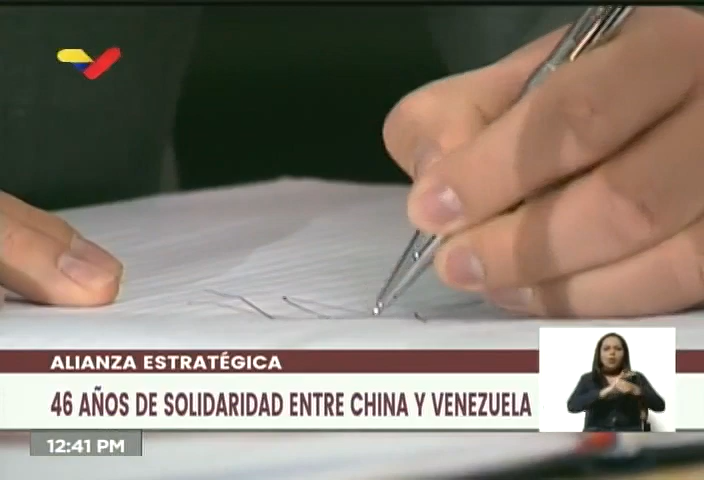 ALIANZA ESTRATÉGICA
46 AÑOS DE SOLIDARIDAD ENTRE CHINA Y VENEZUELA
12:41 PM